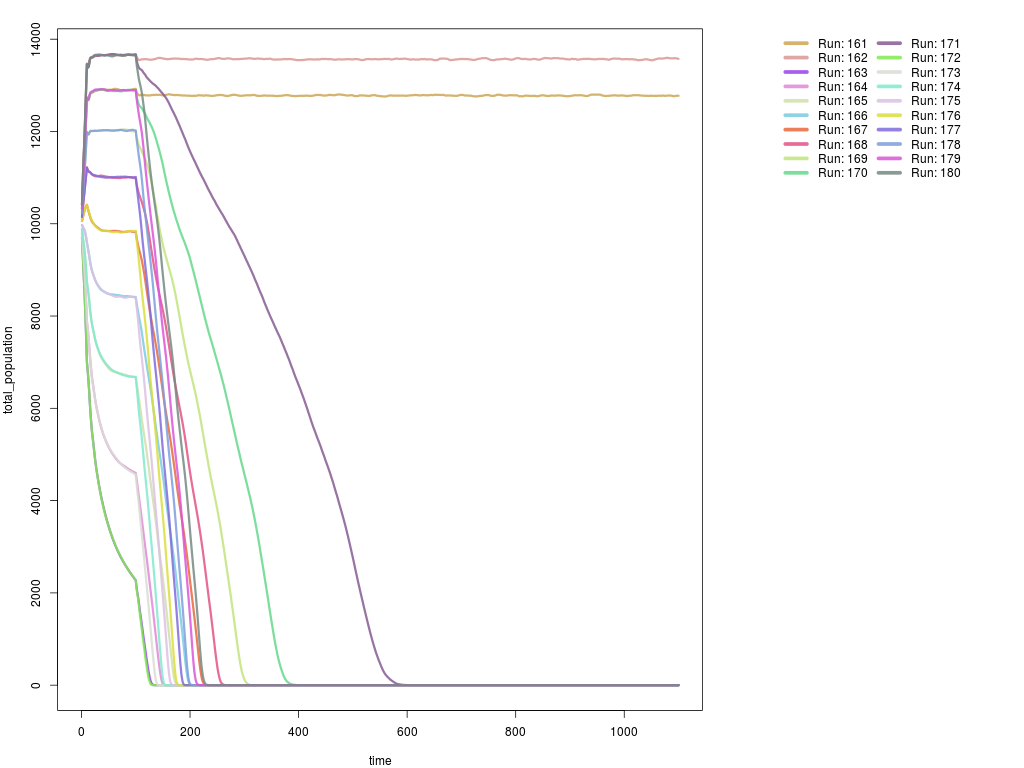 14000
12000
10000
8000
6000
4000
2000
0
total_population
0 200 400 600 800 1000
time
Run: 161 Run: 171
Run: 162 Run: 172
Run: 163 Run: 173
Run: 164 Run: 174
Run: 165 Run: 175
Run: 166 Run: 176
Run: 167 Run: 177
Run: 168 Run: 178
Run: 169 Run: 179
Run: 170 Run: 180